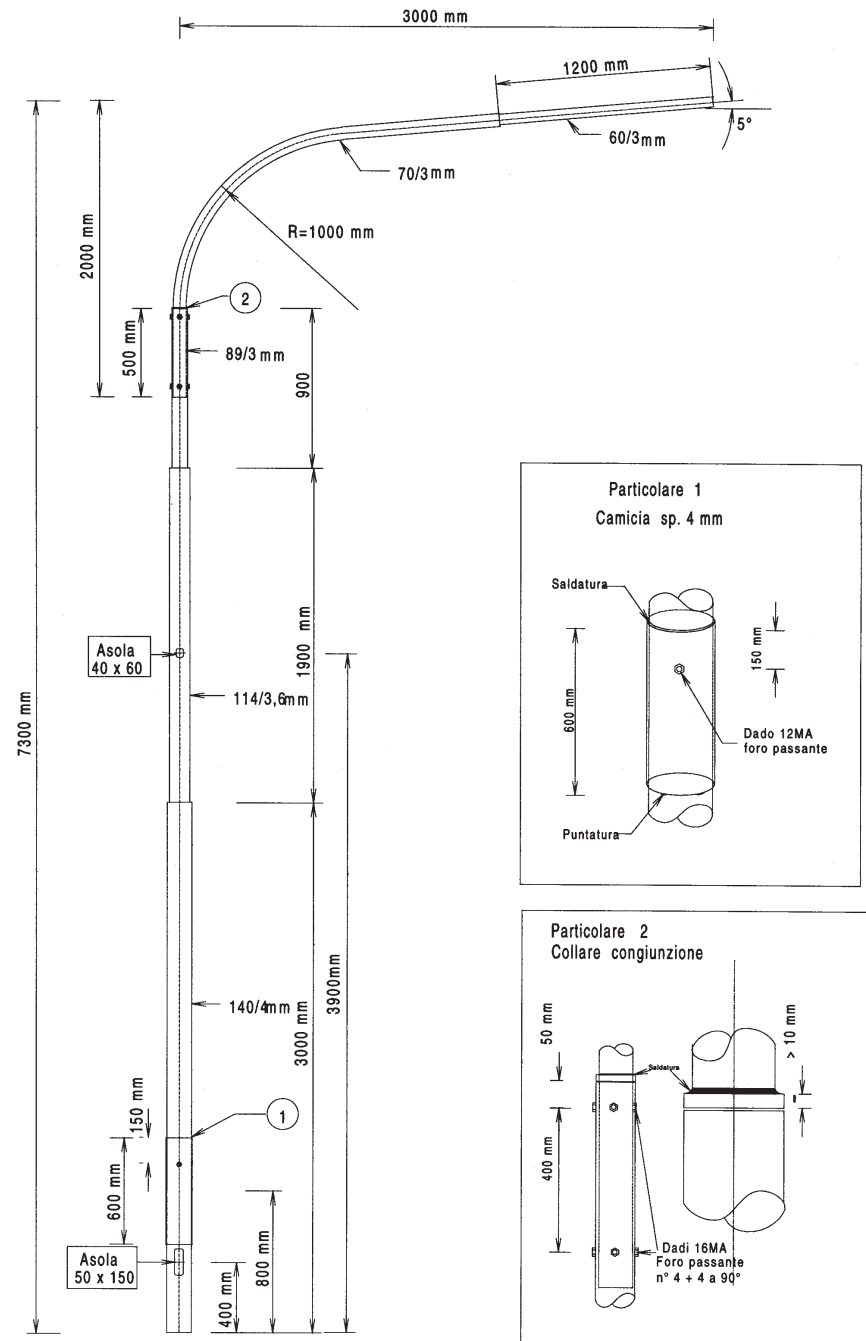 3000 mm
1200 mm
5°
60/3mm
70/3mm
R=1000 mm
2000 mm
2
500 mm
89/3 mm
900
7300 mm
1900 mm
Asola
40 x 60
114/3,6mm
3900mm
140/4mm
3000 mm
150 mm
1
600 mm
800 mm
Asola
50 x 150
400 mm
Particolare 1
Camicia sp. 4 mm
Saldatura
150 mm
600 mm
Dado 12MA
foro passante
Puntatura
Particolare 2
Collare congiunzione
50 mm
> 10 mm
Saldatura
400 mm
Dadi 16MA
Foro passante
n° 4 + 4 a 90°